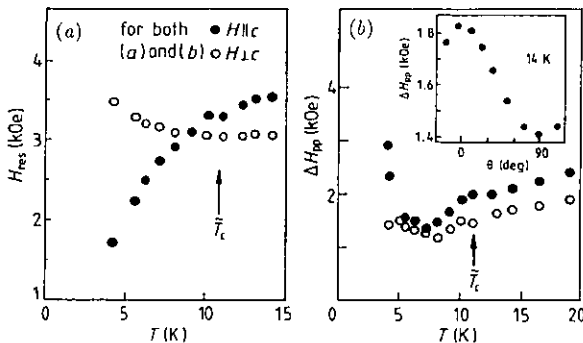 (a) for both ● H∥c
(a) and (b) ○ H⊥c
4
3
2
1
H_res (kOe)
T̃_c
0 5 10 15
T (K)
(b)
4
2
0
ΔH_pp (kOe)
T̃_c
0 5 10 15 20
T (K)
1.8
1.6
1.4
ΔH_pp (kOe)
14 K
0 90
θ (deg)